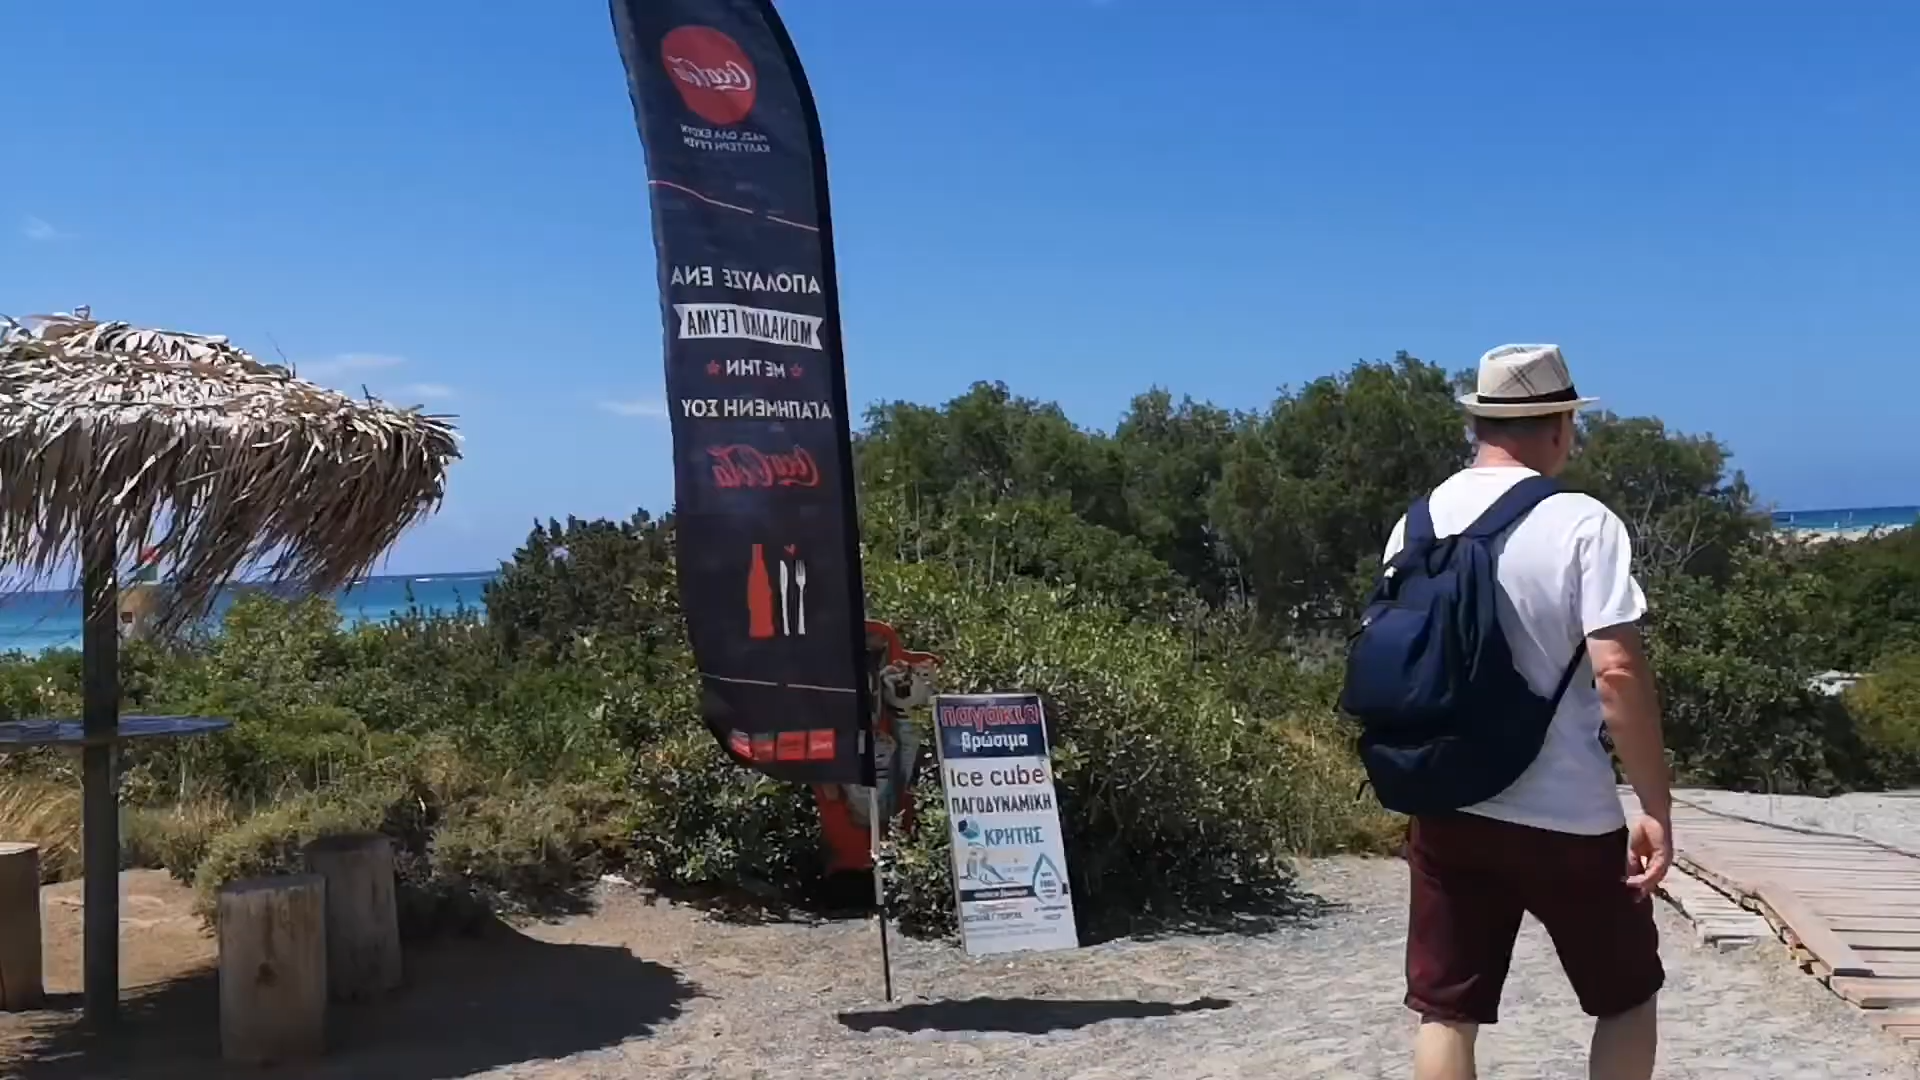 Coca-Cola
ΜΑΖΙ, ΟΛΑ ΕΧΟΥΝ
ΚΑΛΥΤΕΡΗ ΓΕΥΣΗ
ΑΠΟΛΑΥΣΕ ΕΝΑ
ΜΟΝΑΔΙΚΟ ΓΕΥΜΑ
ΜΕ ΤΗΝ
ΑΓΑΠΗΜΕΝΗ ΣΟΥ
Coca-Cola
παγάκια
βρώσιμα
Ice cube
ΠΑΓΟΔΥΝΑΜΙΚΗ
ΚΡΗΤΗΣ